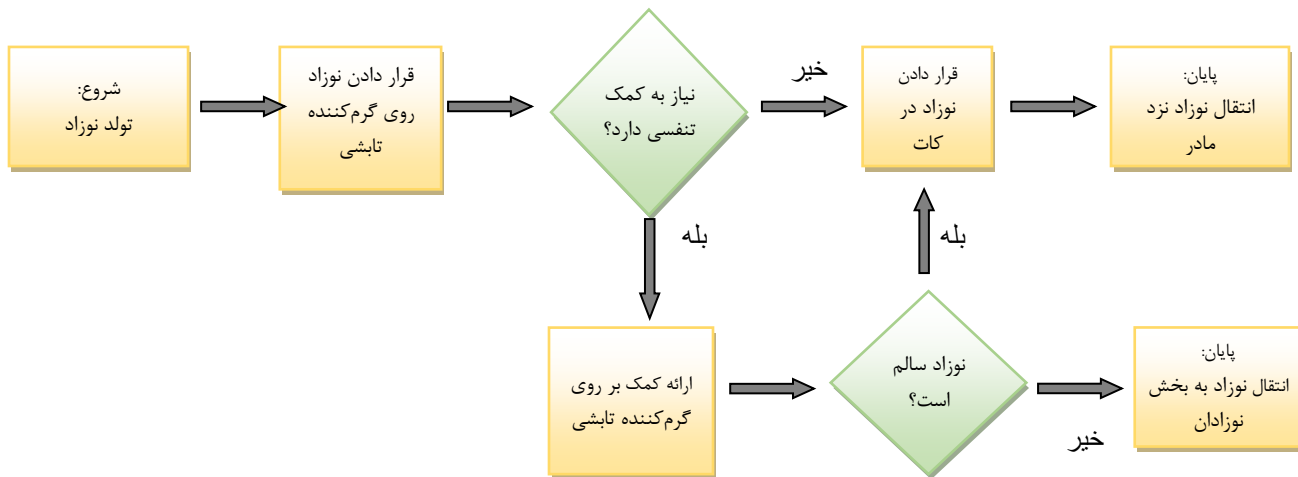 شروع:
تولد نوزاد
قرار دادن نوزاد
روی گرم‌کننده
تابشی
نیاز به کمک
تنفسی دارد؟
خیر
قرار دادن
نوزاد در
کات
پایان:
انتقال نوزاد نزد
مادر
بله
بله
ارائه کمک بر روی
گرم‌کننده تابشی
نوزاد سالم
است؟
خیر
پایان:
انتقال نوزاد به بخش
نوزادان